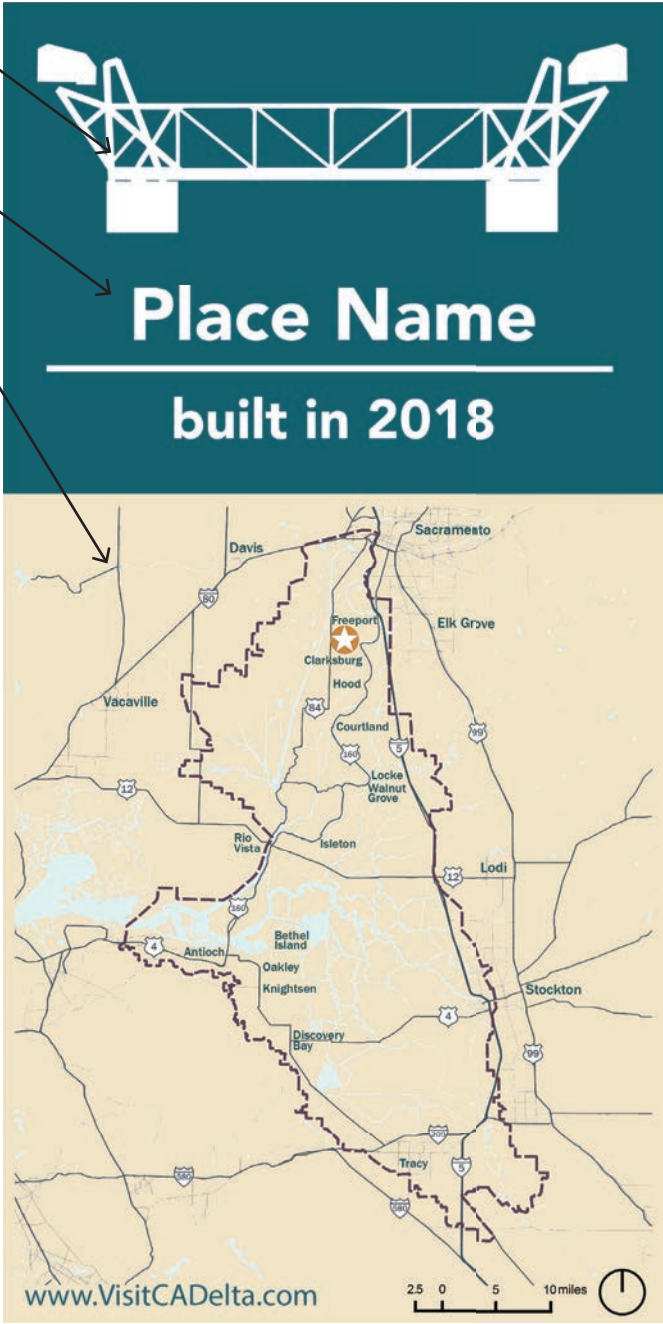 Place Name
built in 2018
Sacramento
Davis
80
Freeport
Elk Grove
Clarksburg
Hood
Vacaville
84
Courtland
99
160
5
Locke
Walnut
Grove
12
Rio
Vista
Isleton
Lodi
12
160
Bethel
Island
4
Antioch
Oakley
Knightsen
Stockton
4
Discovery
Bay
99
205
Tracy
5
580
580
www.VisitCADelta.com
2.5 0 5 10 miles